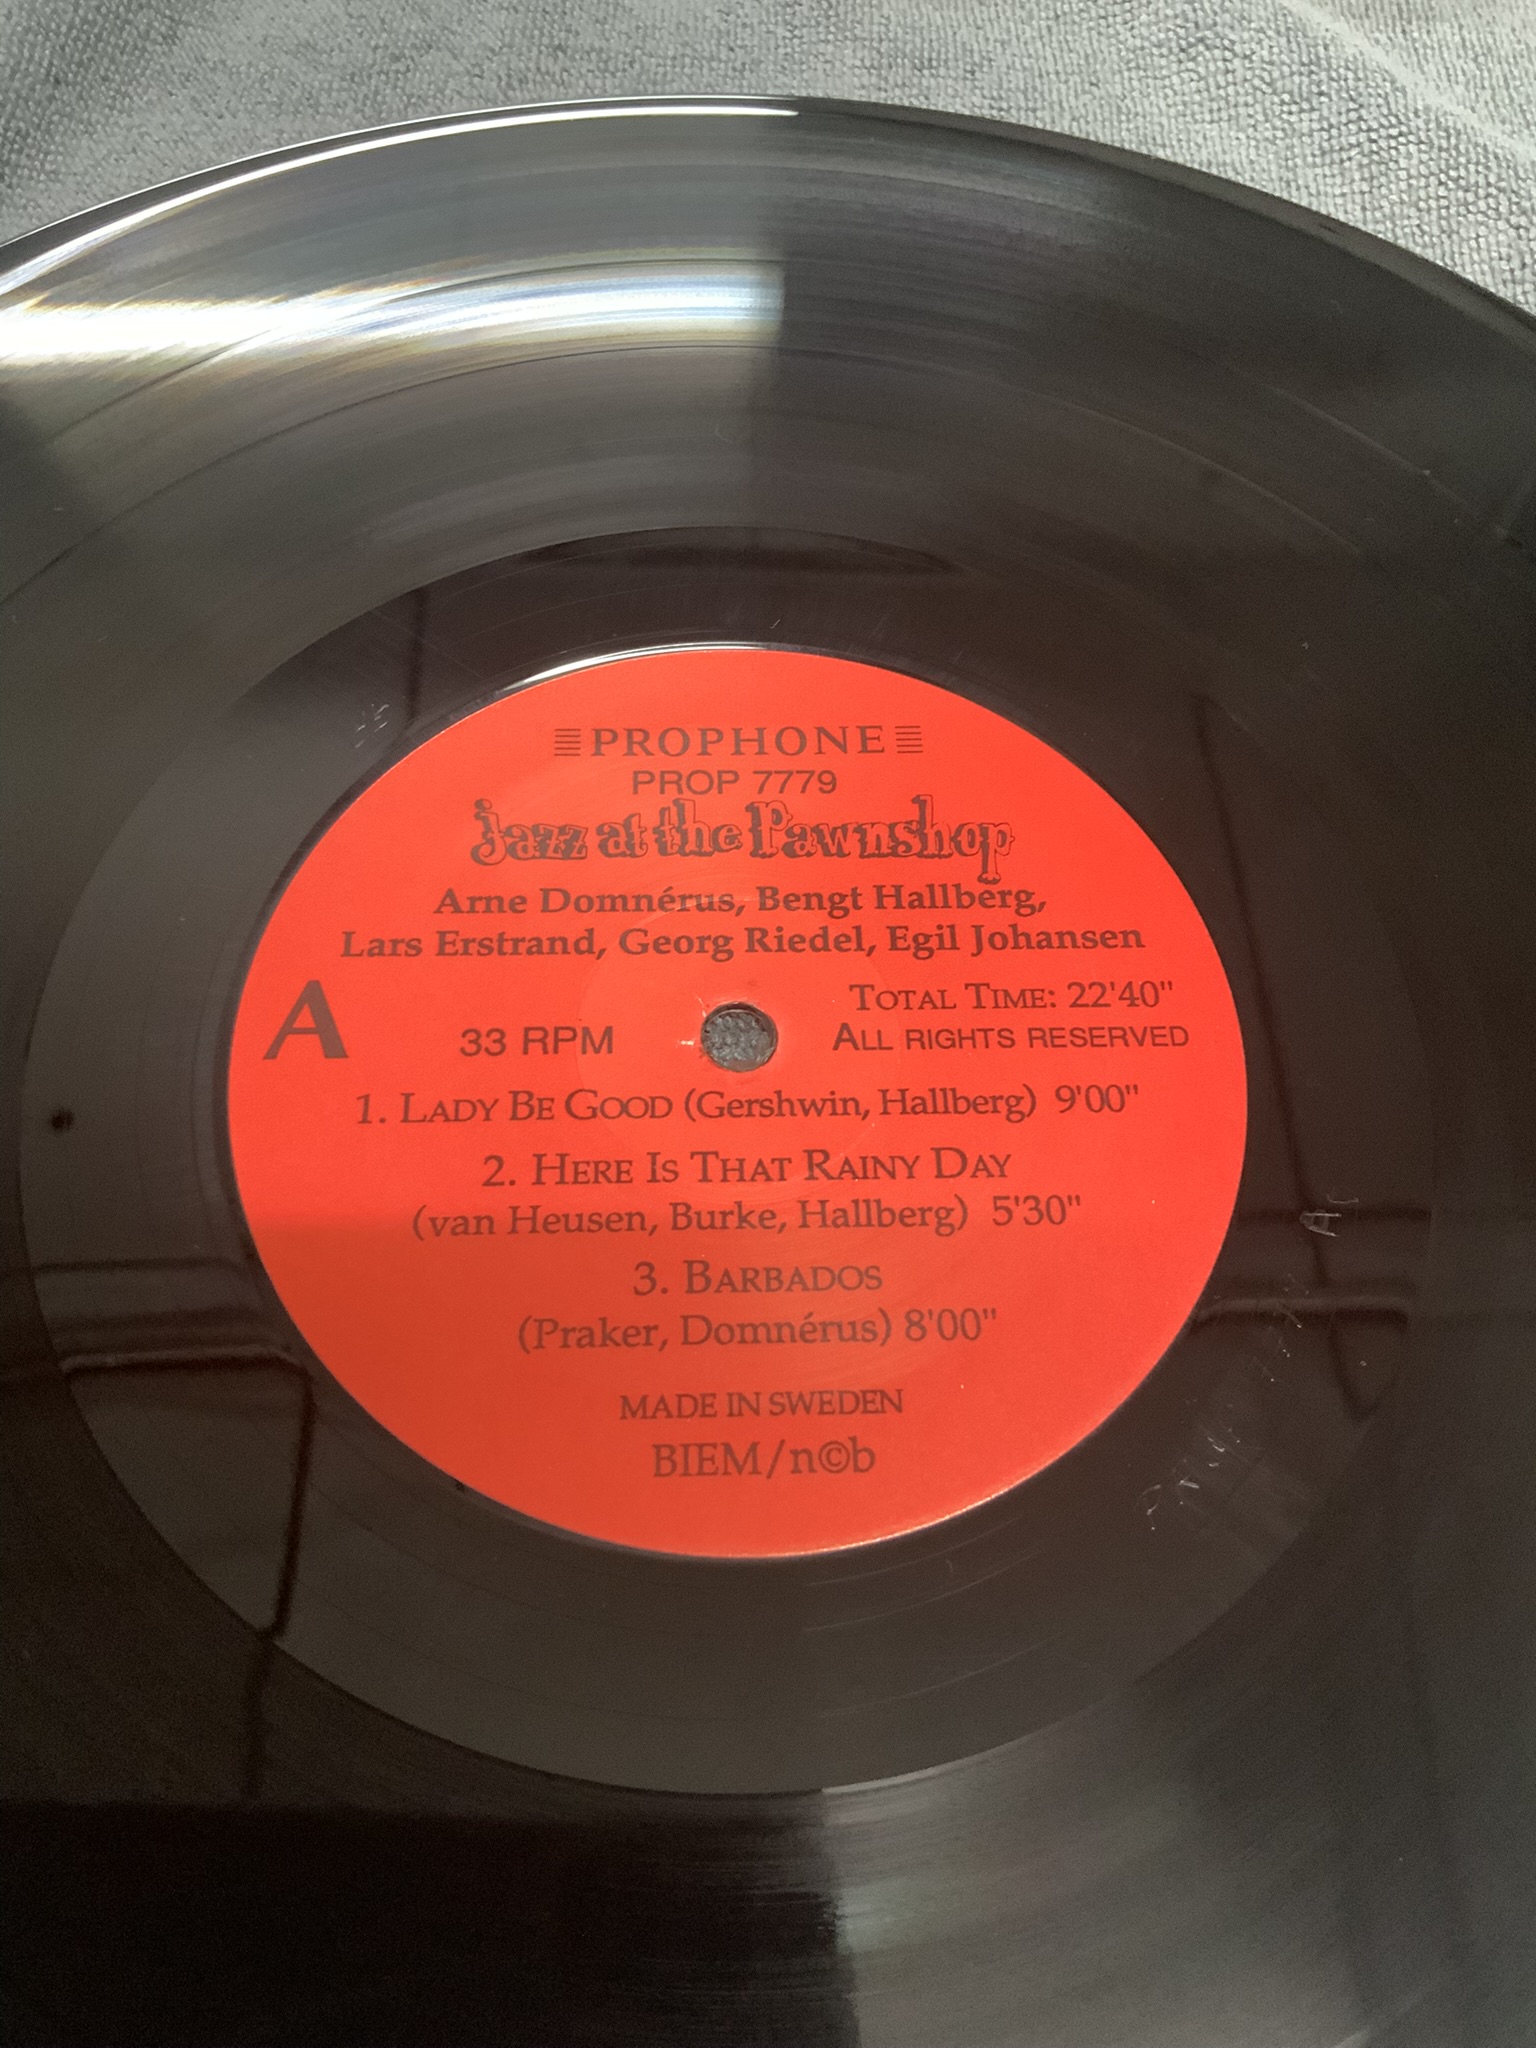 PROPHONE
PROP 7779
Jazz at the Pawnshop
Arne Domnérus, Bengt Hallberg,
Lars Erstrand, Georg Riedel, Egil Johansen
TOTAL TIME: 22'40"
A 33 RPM ALL RIGHTS RESERVED
1. LADY BE GOOD (Gershwin, Hallberg) 9'00"
2. HERE IS THAT RAINY DAY
(van Heusen, Burke, Hallberg) 5'30"
3. BARBADOS
(Praker, Domnérus) 8'00"
MADE IN SWEDEN
BIEM/n©b